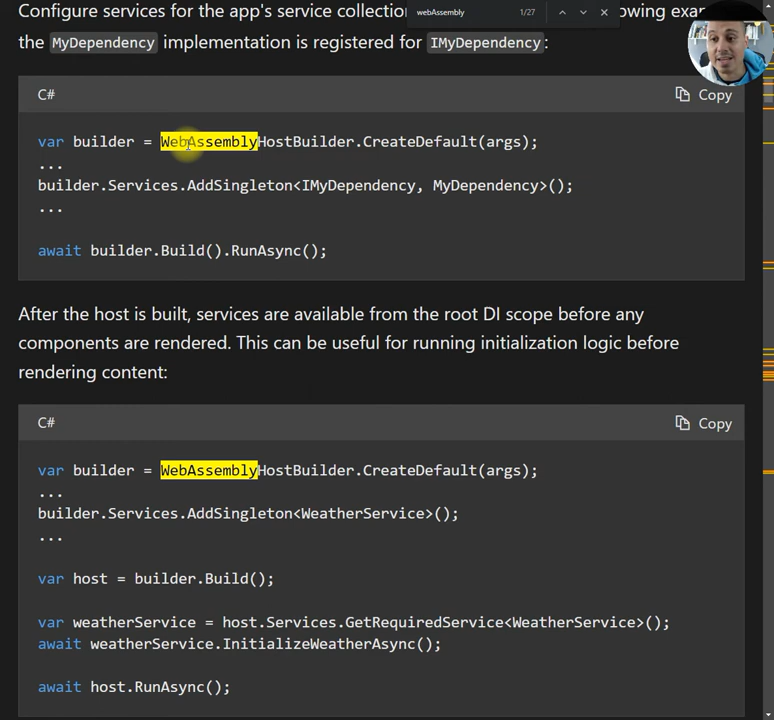 Configure services for the app's service collection
webAssembly
1/27
owing exa
the MyDependency implementation is registered for IMyDependency:
C#
Copy
var builder = WebAssemblyHostBuilder.CreateDefault(args);
...
builder.Services.AddSingleton<IMyDependency, MyDependency>();
...
await builder.Build().RunAsync();
After the host is built, services are available from the root DI scope before any
components are rendered. This can be useful for running initialization logic before
rendering content:
C#
Copy
var builder = WebAssemblyHostBuilder.CreateDefault(args);
...
builder.Services.AddSingleton<WeatherService>();
...
var host = builder.Build();
var weatherService = host.Services.GetRequiredService<WeatherService>();
await weatherService.InitializeWeatherAsync();
await host.RunAsync();